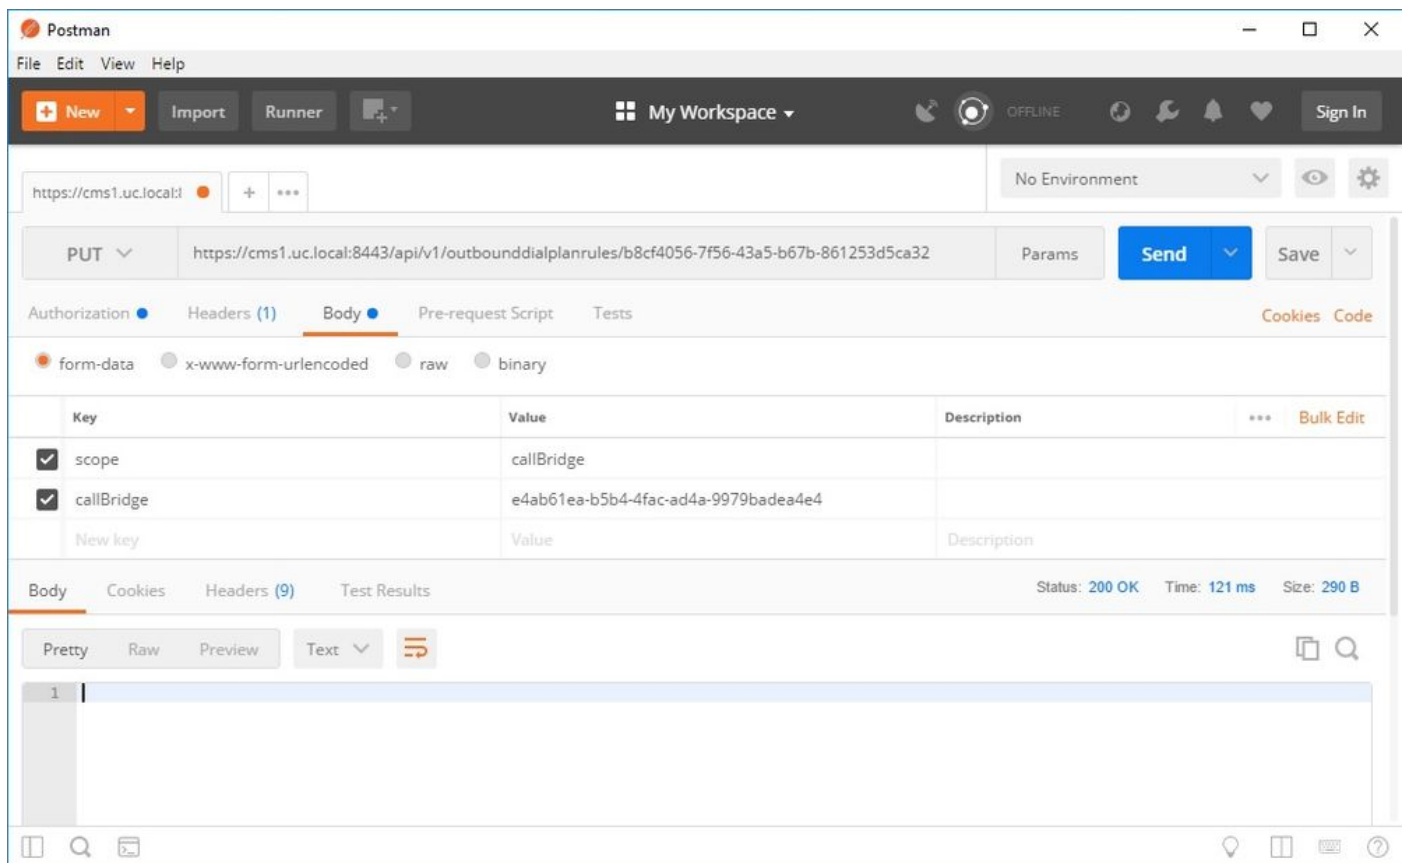 Postman
File Edit View Help
New Import Runner My Workspace OFFLINE Sign In
https://cms1.uc.local:8 + ••• No Environment
PUT https://cms1.uc.local:8443/api/v1/outbounddialplanrules/b8cf4056-7f56-43a5-b67b-861253d5ca32 Params Send Save
Authorization Headers (1) Body Pre-request Script Tests Cookies Code
form-data x-www-form-urlencoded raw binary
Key Value Description ••• Bulk Edit
scope callBridge
callBridge e4ab61ea-b5b4-4fac-ad4a-9979badea4e4
New key Value Description
Body Cookies Headers (9) Test Results Status: 200 OK Time: 121 ms Size: 290 B
Pretty Raw Preview Text
1